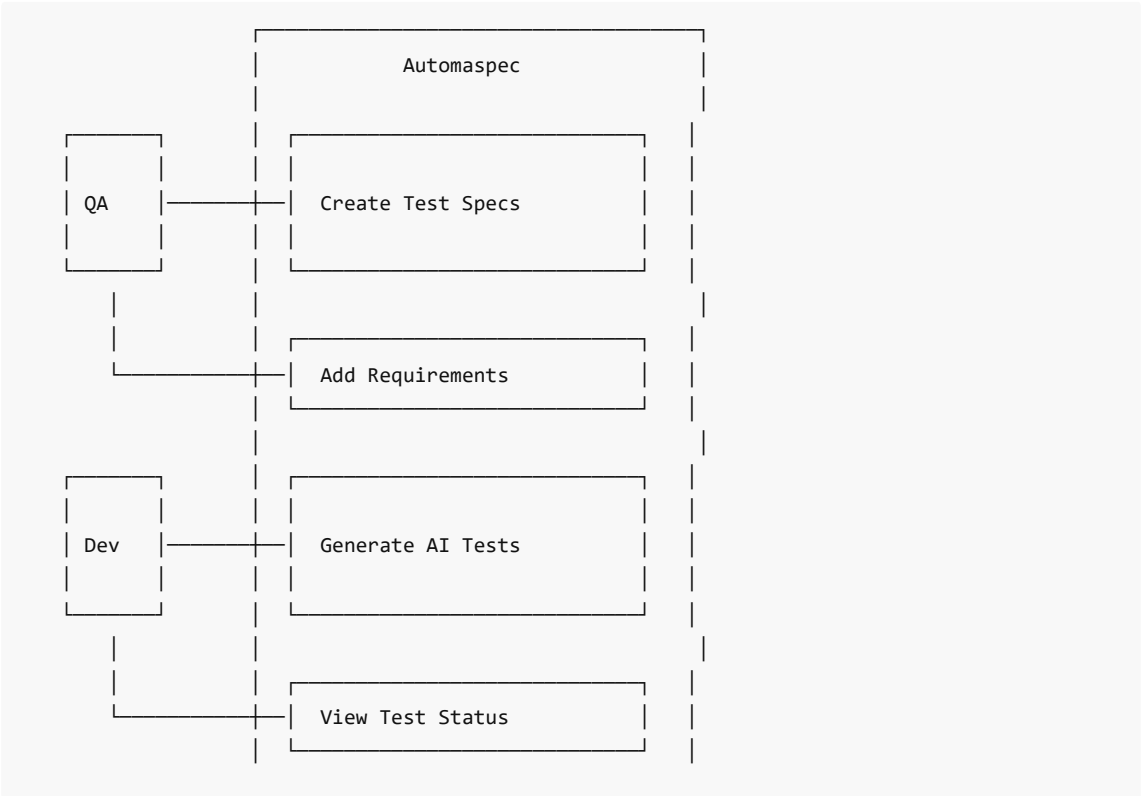 Automaspec
QA
Create Test Specs
Add Requirements
Dev
Generate AI Tests
View Test Status